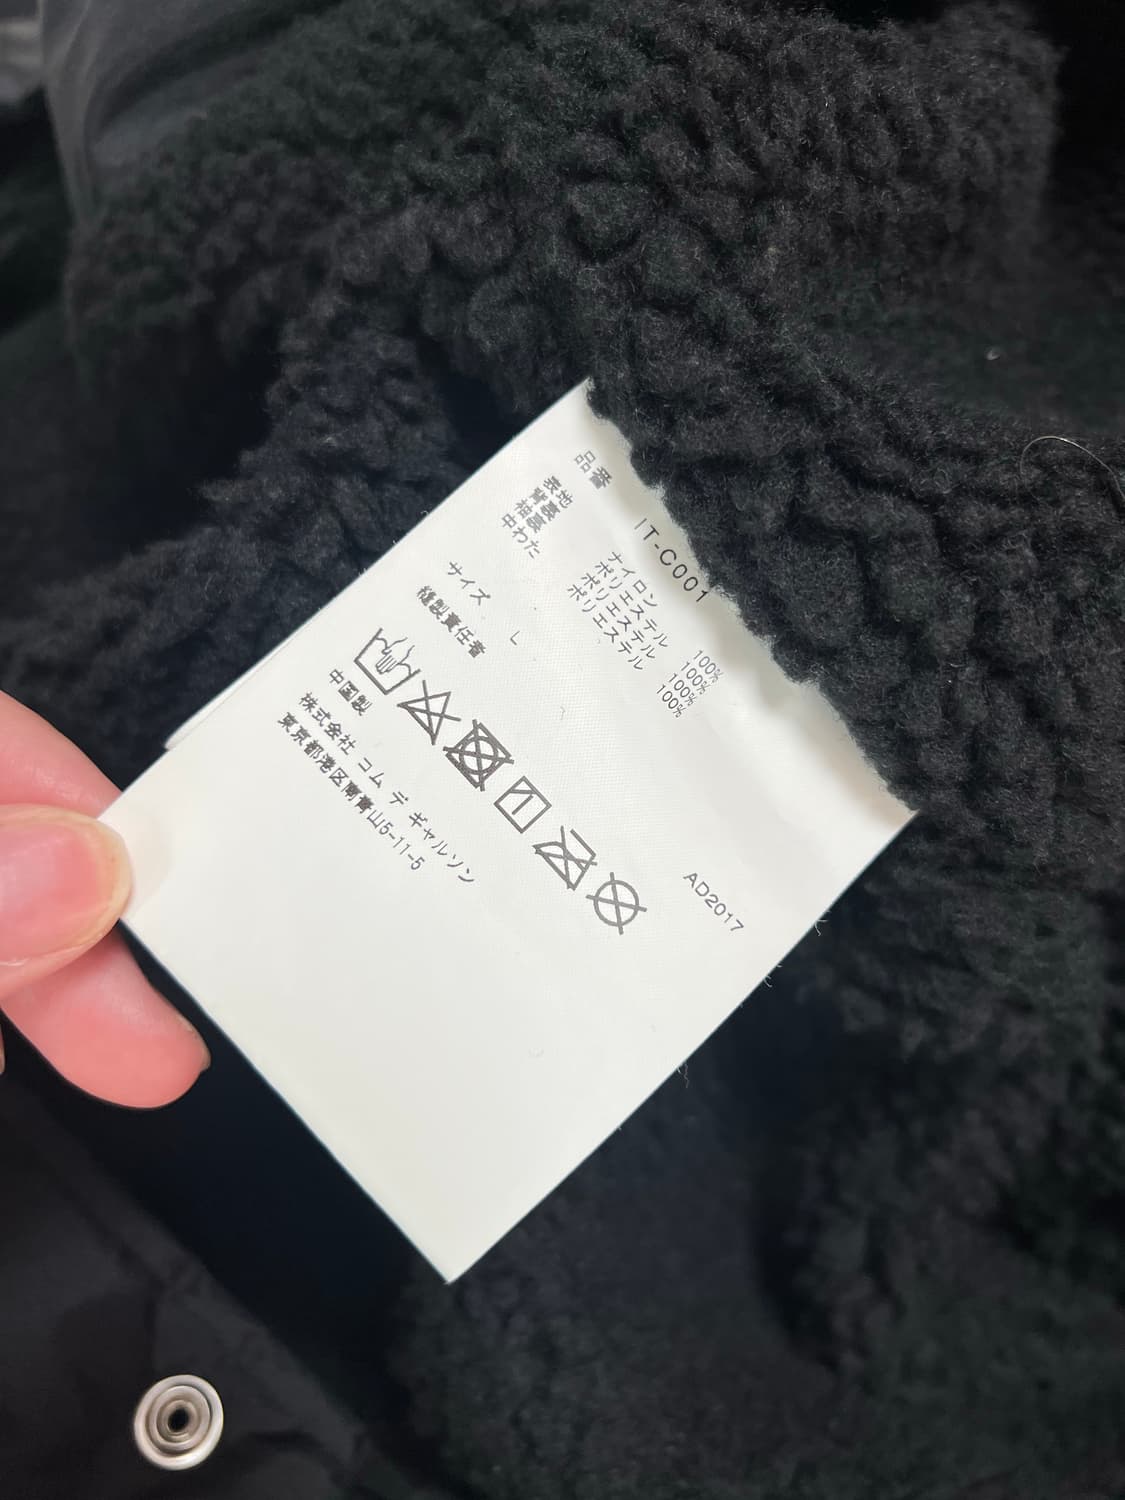 品番 IT-C001
表地 ナイロン 100%
背裏 ポリエステル 100%
袖裏 ポリエステル 100%
中わた ポリエステル 100%
サイズ L
縫製責任者
中国製 AD2017
株式会社 コム デ ギャルソン
東京都港区南青山5-11-5